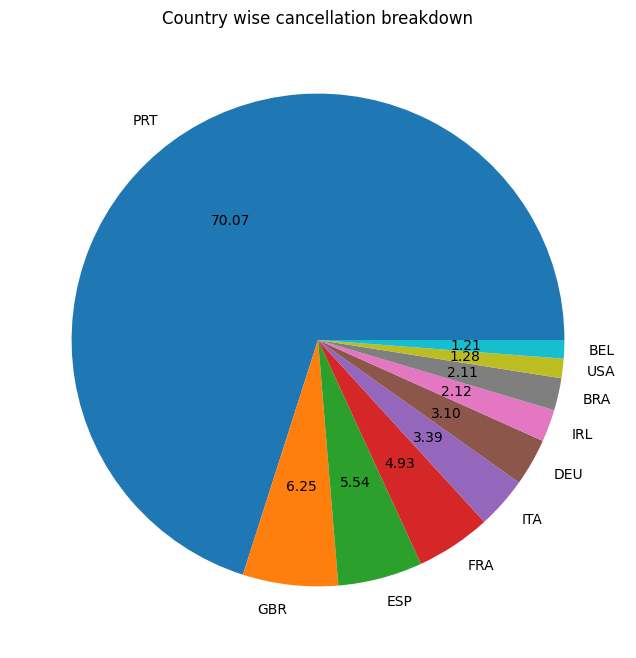 Country wise cancellation breakdown
PRT
70.07
1.21
BEL
1.28
USA
2.11
BRA
2.12
IRL
3.10
DEU
3.39
ITA
4.93
FRA
5.54
ESP
6.25
GBR